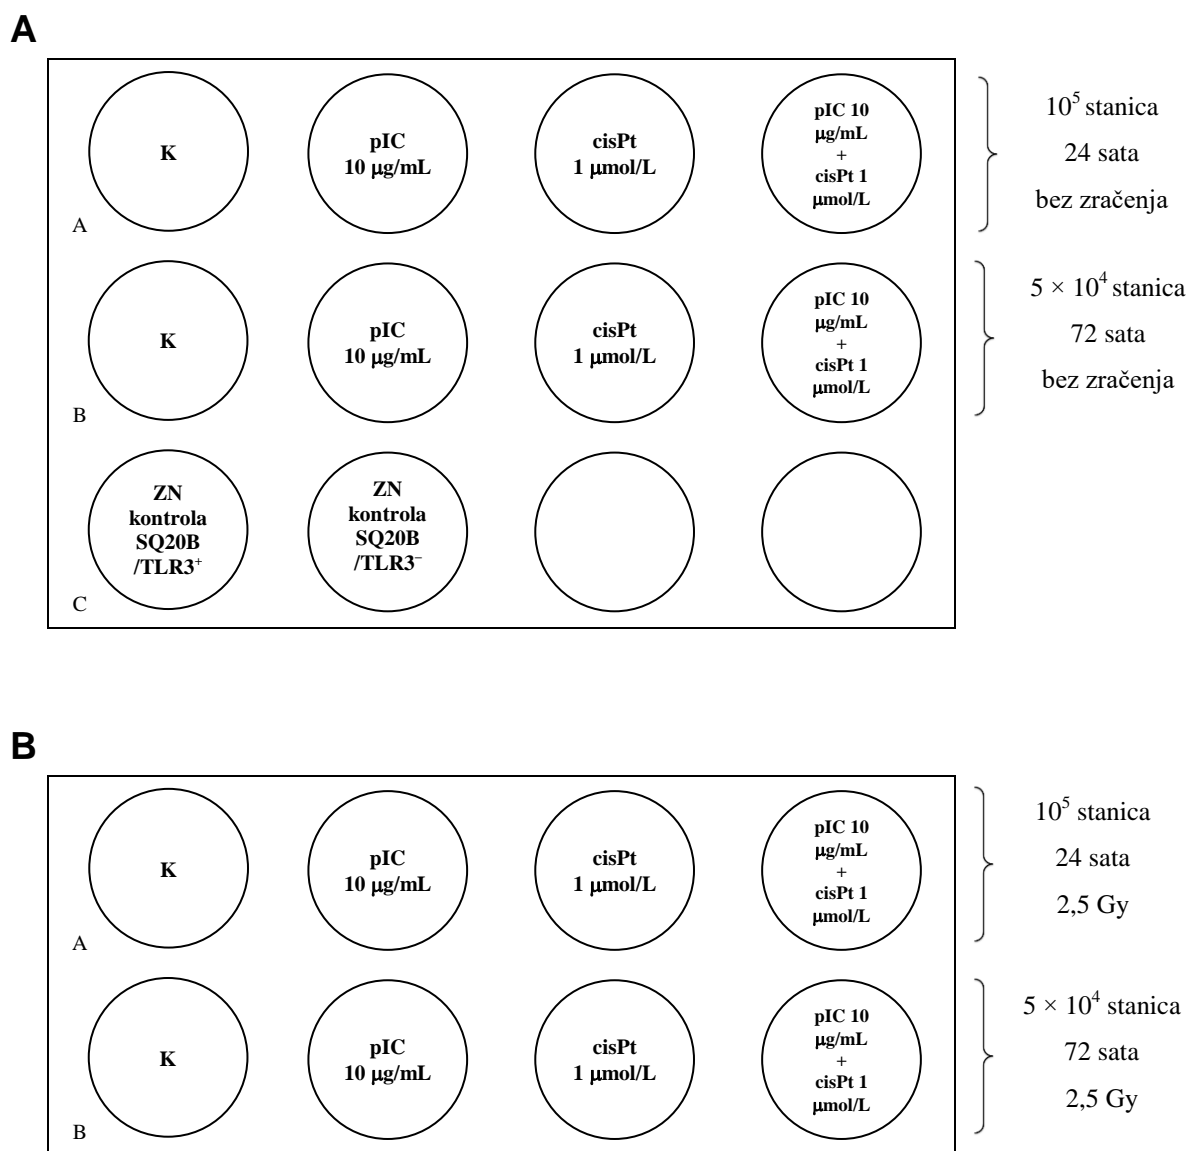 A
K
pIC
10 µg/mL
cisPt
1 µmol/L
pIC 10
µg/mL
+
cisPt 1
µmol/L
A
10⁵ stanica
24 sata
bez zračenja
K
pIC
10 µg/mL
cisPt
1 µmol/L
pIC 10
µg/mL
+
cisPt 1
µmol/L
B
5 × 10⁴ stanica
72 sata
bez zračenja
ZN
kontrola
SQ20B
/TLR3⁺
ZN
kontrola
SQ20B
/TLR3⁻
C
B
K
pIC
10 µg/mL
cisPt
1 µmol/L
pIC 10
µg/mL
+
cisPt 1
µmol/L
A
10⁵ stanica
24 sata
2,5 Gy
K
pIC
10 µg/mL
cisPt
1 µmol/L
pIC 10
µg/mL
+
cisPt 1
µmol/L
B
5 × 10⁴ stanica
72 sata
2,5 Gy